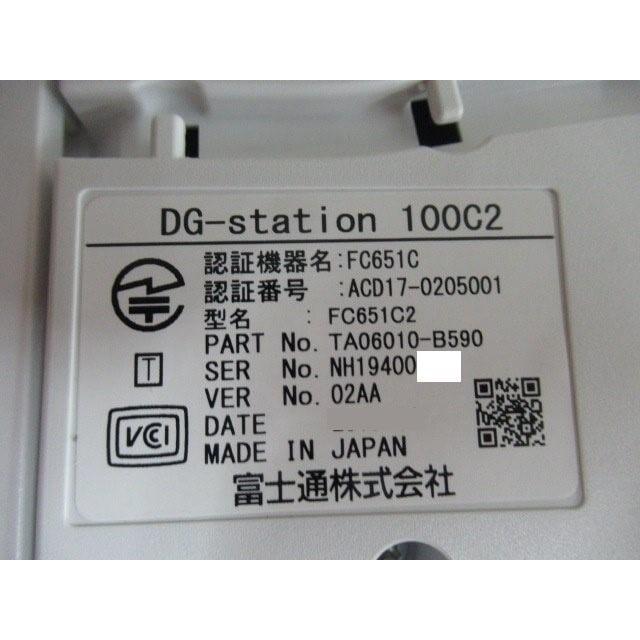 DG-station 100C2
認証機器名:FC651C
認証番号 :ACD17-0205001
型名 : FC651C2
PART No. TA06010-B590
SER No. NH19400
VER No. 02AA
DATE
MADE IN JAPAN
富士通株式会社
T
VCCI